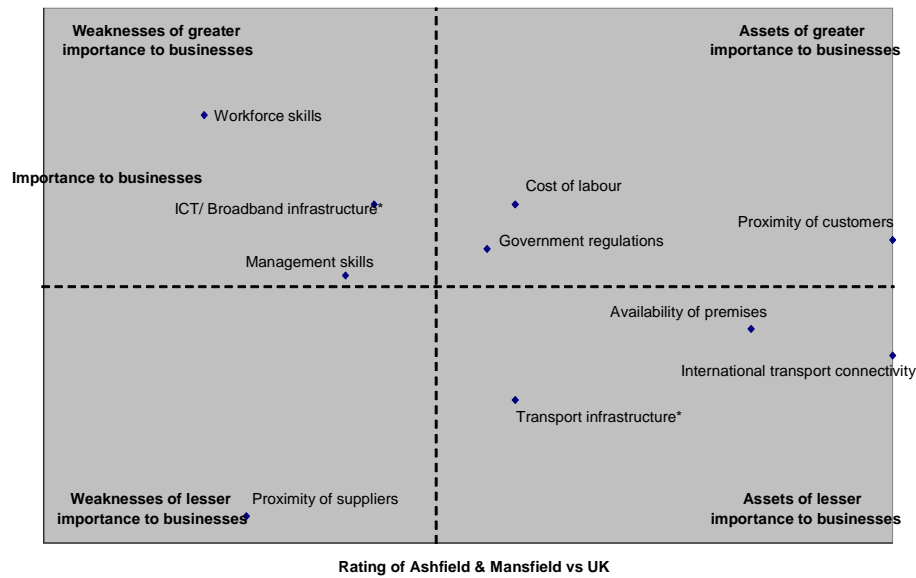 Weaknesses of greater
importance to businesses
Assets of greater
importance to businesses
Workforce skills
Importance to businesses
Cost of labour
ICT/ Broadband infrastructure*
Proximity of customers
Government regulations
Management skills
Availability of premises
International transport connectivity
Transport infrastructure*
Weaknesses of lesser
importance to businesses
Proximity of suppliers
Assets of lesser
importance to businesses
Rating of Ashfield & Mansfield vs UK